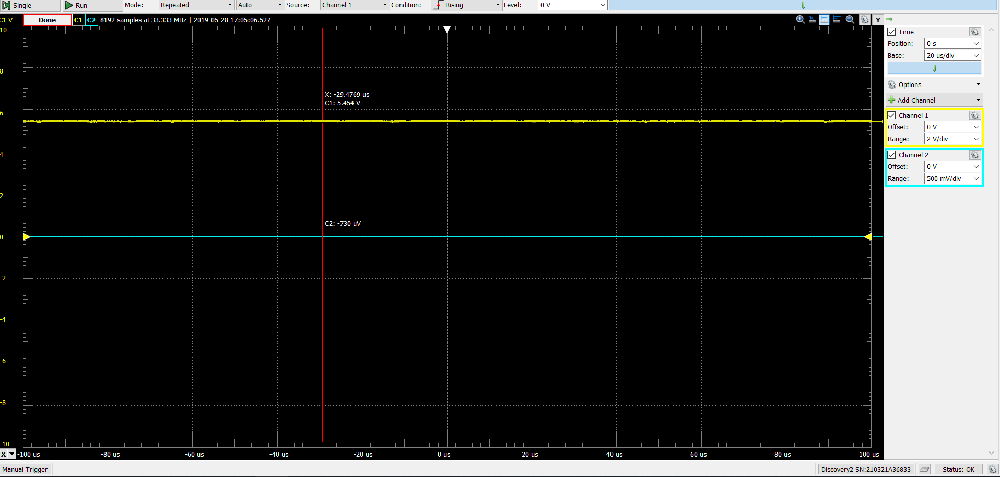 Single Run Mode: Repeated Auto Source: Channel 1 Condition: Rising Level: 0 V
C1 V Done C1 C2 8192 samples at 33.333 MHz | 2019-05-28 17:05:06.527 Y
10
8
6
4
2
0
-2
-4
-6
-8
-10
X: -29.4769 us
C1: 5.454 V
C2: -730 uV
X -100 us -80 us -60 us -40 us -20 us 0 us 20 us 40 us 60 us 80 us 100 us
Time
Position: 0 s
Base: 20 us/div
Options
Add Channel
Channel 1
Offset: 0 V
Range: 2 V/div
Channel 2
Offset: 0 V
Range: 500 mV/div
Manual Trigger Discovery2 SN:210321A36833 Status: OK